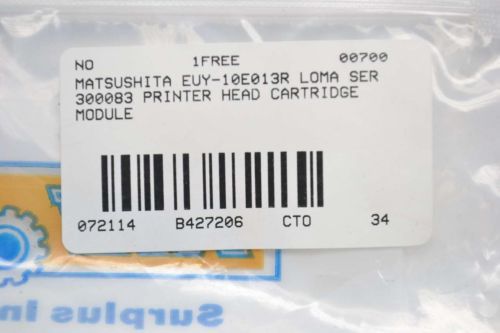 NO 1FREE 00700
MATSUSHITA EUY-10E013R LOMA SER
300083 PRINTER HEAD CARTRIDGE
MODULE
072114 B427206 CTO 34
Surplus in